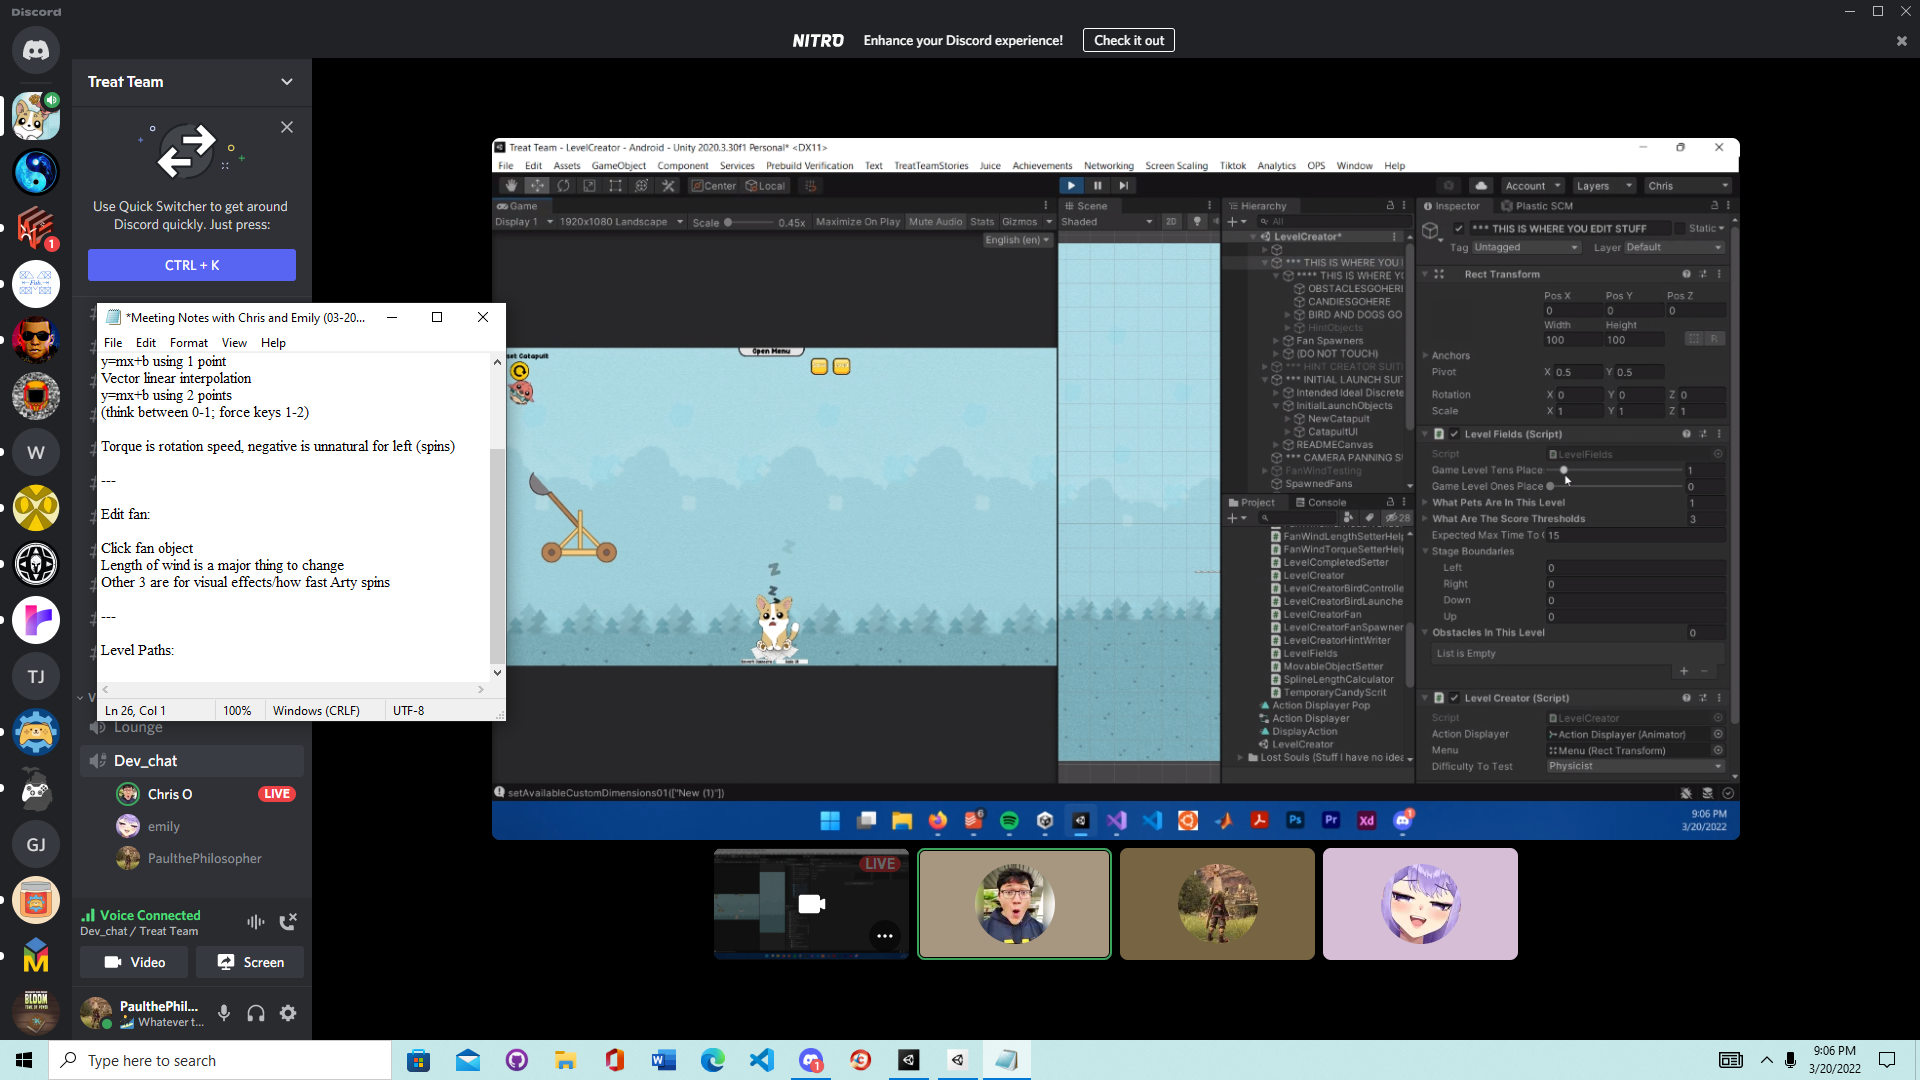 Discord
NITRO Enhance your Discord experience! Check it out
Treat Team
Use Quick Switcher to get around
Discord quickly. Just press:
CTRL + K
1
W
TJ
GJ
*Meeting Notes with Chris and Emily (03-20...
File Edit Format View Help
y=mx+b using 1 point
Vector linear interpolation
y=mx+b using 2 points
(think between 0-1; force keys 1-2)
Torque is rotation speed, negative is unnatural for left (spins)
---
Edit fan:
Click fan object
Length of wind is a major thing to change
Other 3 are for visual effects/how fast Arty spins
---
Level Paths:
Ln 26, Col 1 100% Windows (CRLF) UTF-8
Lounge
Dev_chat
Chris O LIVE
emily
PaulthePhilosopher
Voice Connected
Dev_chat / Treat Team
Video Screen
PaulthePhil...
Whatever t...
Treat Team - LevelCreator - Android - Unity 2020.3.30f1 Personal* <DX11>
File Edit Assets GameObject Component Services Prebuild Verification Text TreatTeamStories Juice Achievements Networking Screen Scaling Tiktok Analytics OPS Window Help
Center Local Account Layers Chris
Game
Display 1 1920x1080 Landscape Scale 0.45x Maximize On Play Mute Audio Stats Gizmos
English (en)
set Catapult
Open Menu
Scene
Shaded 2D
Hierarchy
All
LevelCreator*
*** THIS IS WHERE YOU
**** THIS IS WHERE YO
OBSTACLESGOHERI
CANDIESGOHERE
BIRD AND DOGS GO
HintObjects
Fan Spawners
(DO NOT TOUCH)
*** HINT CREATOR SUIT
*** INITIAL LAUNCH SUIT
Intended Ideal Discrete
InitialLaunchObjects
NewCatapult
CatapultUI
READMECanvas
*** CAMERA PANNING S
FanWindTesting
SpawnedFans
Project Console
28
FanWindLengthSetterHelp
FanWindTorqueSetterHelp
LevelCompletedSetter
LevelCreator
LevelCreatorBirdControlle
LevelCreatorBirdLaunche
LevelCreatorFan
LevelCreatorFanSpawner
LevelCreatorHintWriter
LevelFields
MovableObjectSetter
SplineLengthCalculator
TemporaryCandyScrit
Action Displayer Pop
Action Displayer
DisplayAction
LevelCreator
Lost Souls (Stuff I have no idea
Inspector Plastic SCM
*** THIS IS WHERE YOU EDIT STUFF Static
Tag Untagged Layer Default
Rect Transform
Pos X Pos Y Pos Z
0 0 0
Width Height
100 100
Anchors
Pivot X 0.5 Y 0.5
Rotation X 0 Y 0 Z 0
Scale X 1 Y 1 Z 1
Level Fields (Script)
Script LevelFields
Game Level Tens Place 1
Game Level Ones Place 0
What Pets Are In This Level 1
What Are The Score Thresholds 3
Expected Max Time To C 15
Stage Boundaries
Left 0
Right 0
Down 0
Up 0
Obstacles In This Level 0
List is Empty
Level Creator (Script)
Script LevelCreator
Action Displayer Action Displayer (Animator)
Menu Menu (Rect Transform)
Difficulty To Test Physicist
setAvailableCustomDimensions01(["New (1)"])
Ps Pr Xd
9:06 PM
3/20/2022
LIVE
BLOOM
Type here to search
9:06 PM
3/20/2022